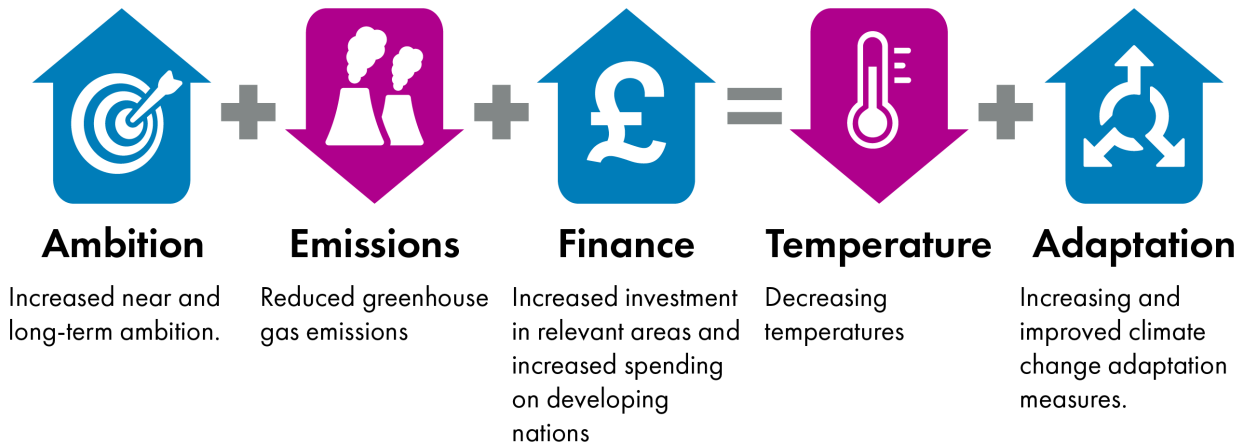 Ambition
Increased near and
long-term ambition.
Emissions
Reduced greenhouse
gas emissions
£
Finance
Increased investment
in relevant areas and
increased spending
on developing
nations
Temperature
Decreasing
temperatures
Adaptation
Increasing and
improved climate
change adaptation
measures.